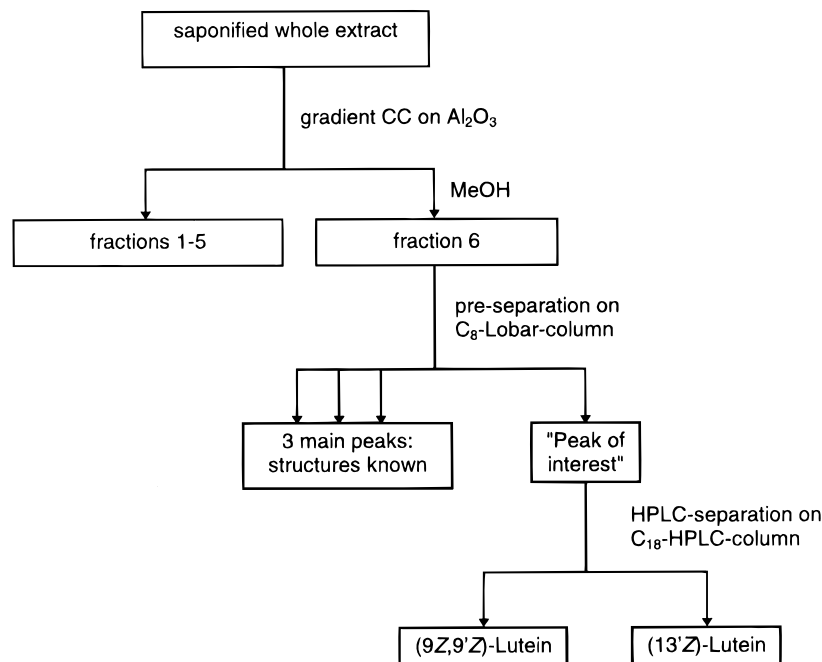 saponified whole extract
gradient CC on Al₂O₃
MeOH
fractions 1-5
fraction 6
pre-separation on
C₈-Lobar-column
3 main peaks:
structures known
"Peak of
interest"
HPLC-separation on
C₁₈-HPLC-column
(9Z,9'Z)-Lutein
(13'Z)-Lutein